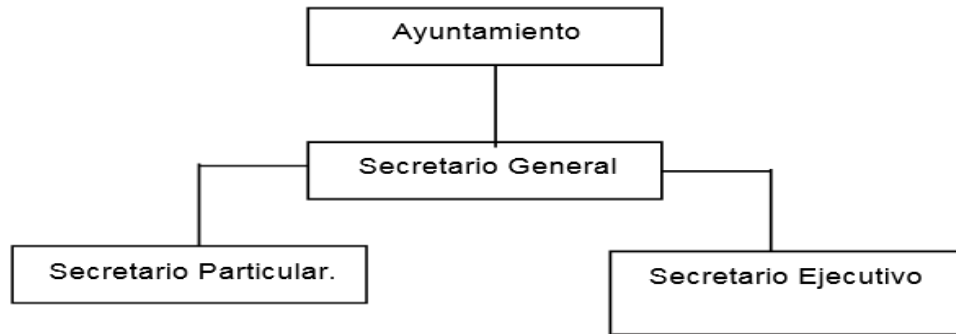 Ayuntamiento
Secretario General
Secretario Particular.
Secretario Ejecutivo